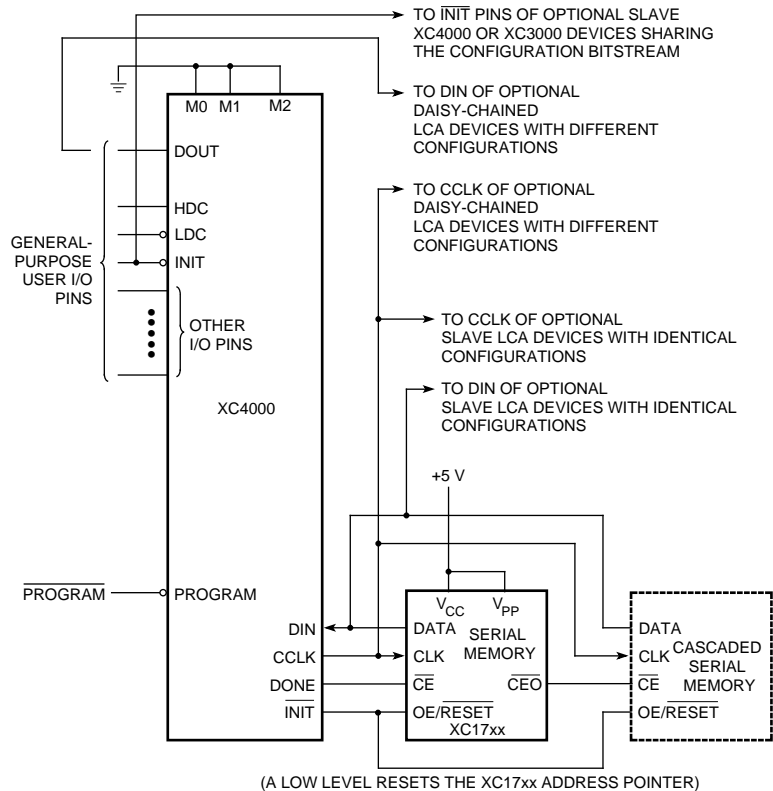 TO INIT PINS OF OPTIONAL SLAVE
XC4000 OR XC3000 DEVICES SHARING
THE CONFIGURATION BITSTREAM
M0 M1 M2
TO DIN OF OPTIONAL
DAISY-CHAINED
LCA DEVICES WITH DIFFERENT
CONFIGURATIONS
DOUT
TO CCLK OF OPTIONAL
DAISY-CHAINED
LCA DEVICES WITH DIFFERENT
CONFIGURATIONS
HDC
LDC
INIT
GENERAL-
PURPOSE
USER I/O
PINS
OTHER
I/O PINS
TO CCLK OF OPTIONAL
SLAVE LCA DEVICES WITH IDENTICAL
CONFIGURATIONS
XC4000
TO DIN OF OPTIONAL
SLAVE LCA DEVICES WITH IDENTICAL
CONFIGURATIONS
+5 V
PROGRAM
PROGRAM
VCC VPP
DIN
CCLK
DONE
INIT
DATA
CLK
CE
OE/RESET
SERIAL
MEMORY
CEO
XC17xx
DATA
CLK
CE
OE/RESET
CASCADED
SERIAL
MEMORY
(A LOW LEVEL RESETS THE XC17xx ADDRESS POINTER)